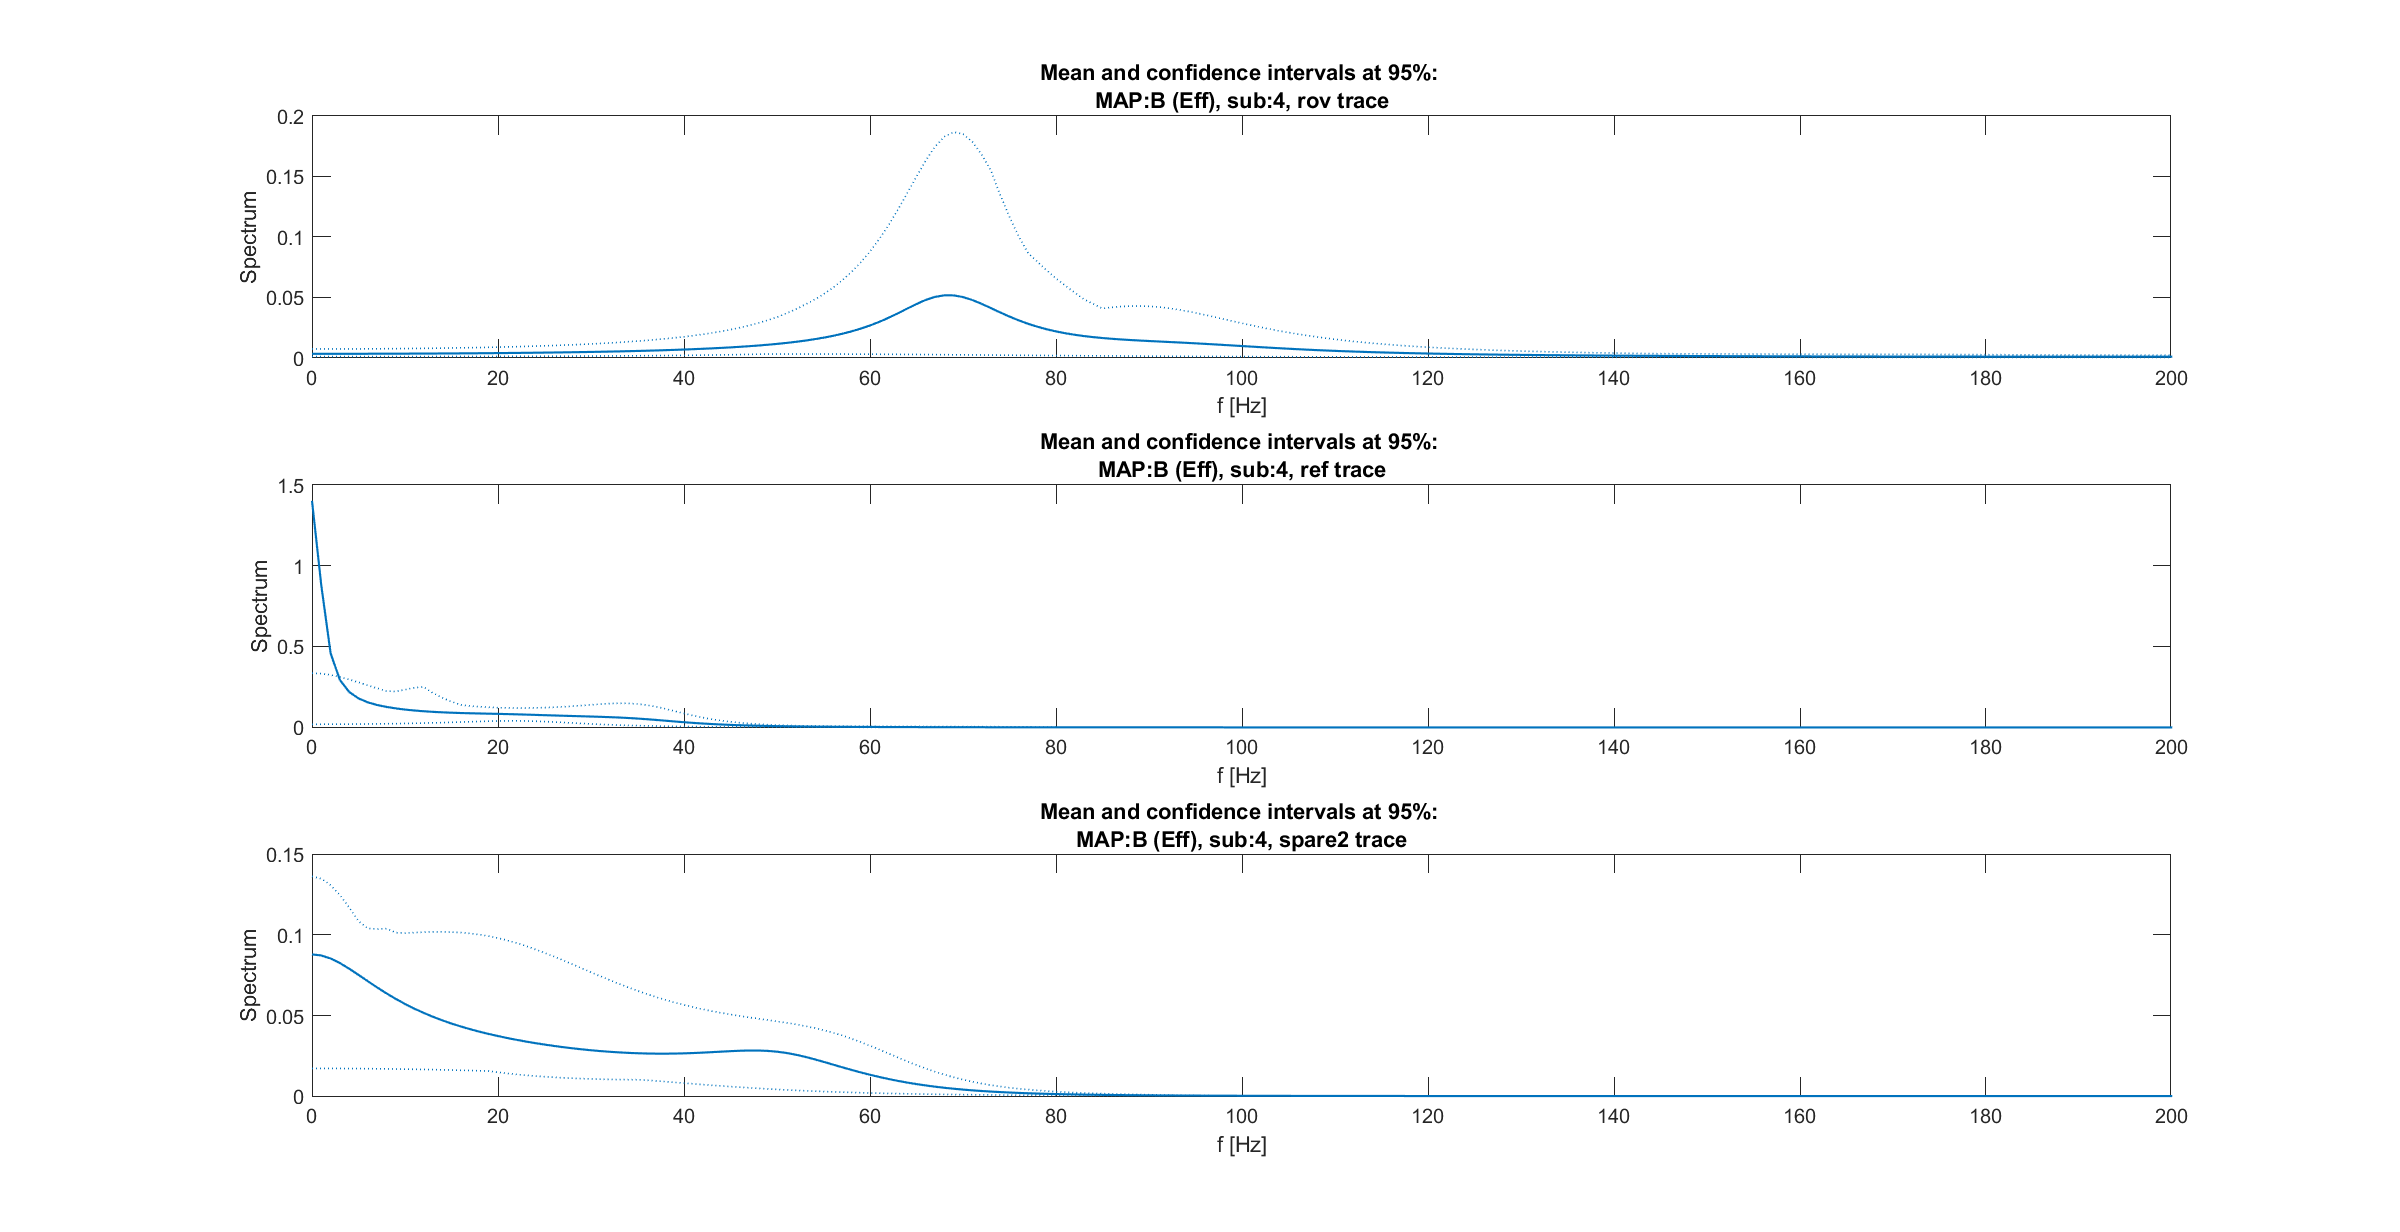 Mean and confidence intervals at 95%:
MAP:B (Eff), sub:4, rov trace
0.2
0.15
0.1
0.05
0
Spectrum
0 20 40 60 80 100 120 140 160 180 200
f [Hz]
Mean and confidence intervals at 95%:
MAP:B (Eff), sub:4, ref trace
1.5
1
0.5
0
Spectrum
0 20 40 60 80 100 120 140 160 180 200
f [Hz]
Mean and confidence intervals at 95%:
MAP:B (Eff), sub:4, spare2 trace
0.15
0.1
0.05
0
Spectrum
0 20 40 60 80 100 120 140 160 180 200
f [Hz]